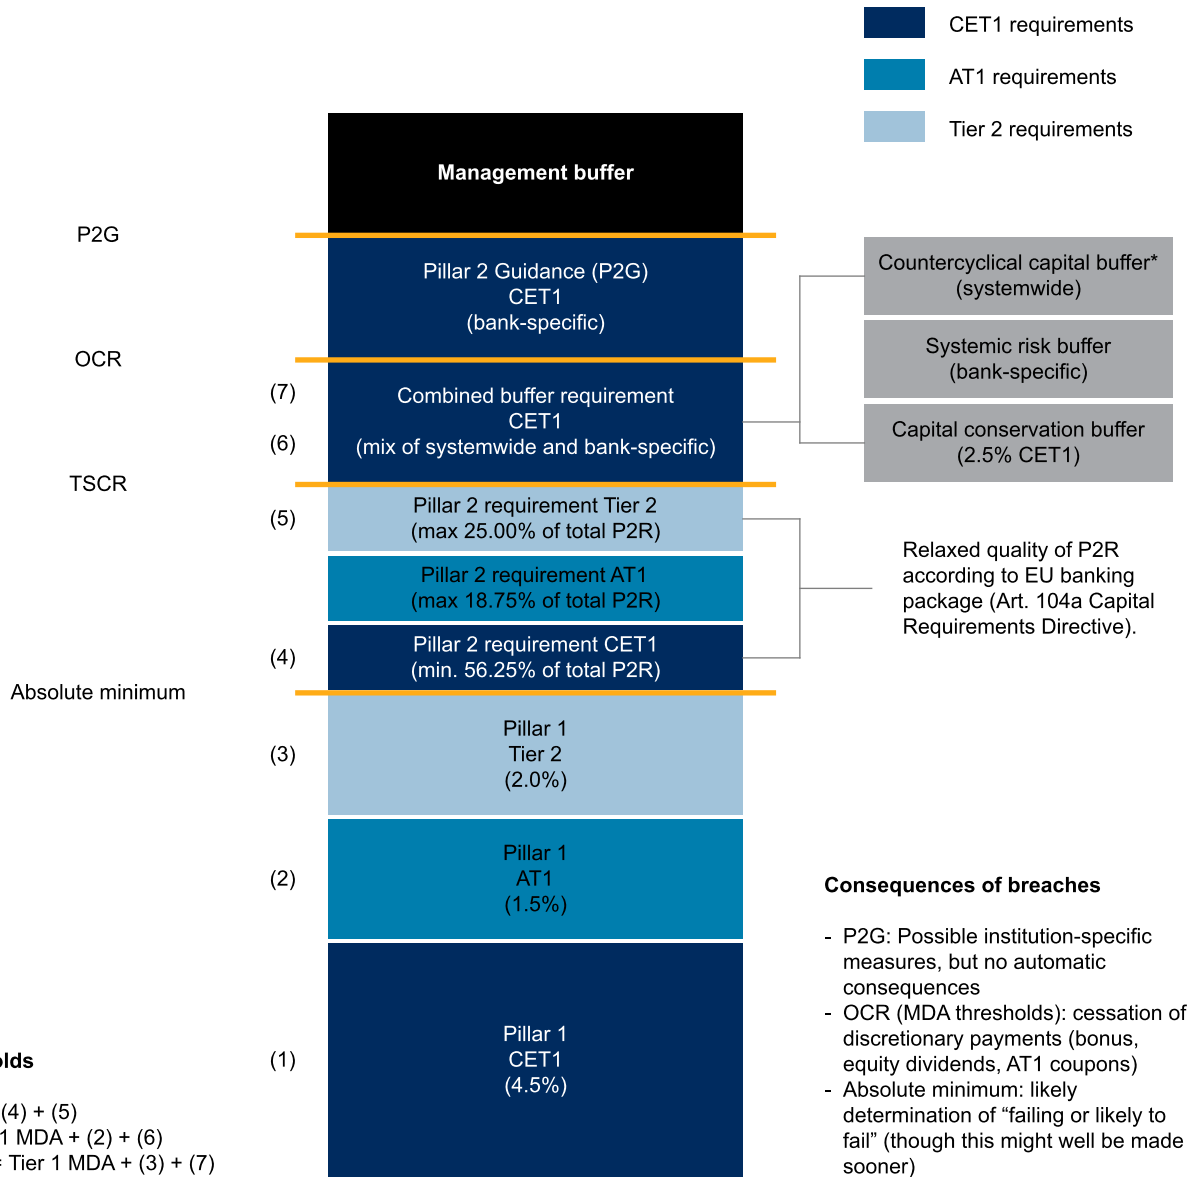 CET1 requirements
AT1 requirements
Tier 2 requirements
Management buffer
P2G
Pillar 2 Guidance (P2G)
CET1
(bank-specific)
Countercyclical capital buffer*
(systemwide)
Systemic risk buffer
(bank-specific)
Capital conservation buffer
(2.5% CET1)
OCR
(7)
(6)
Combined buffer requirement
CET1
(mix of systemwide and bank-specific)
TSCR
(5)
Pillar 2 requirement Tier 2
(max 25.00% of total P2R)
Pillar 2 requirement AT1
(max 18.75% of total P2R)
(4)
Pillar 2 requirement CET1
(min. 56.25% of total P2R)
Relaxed quality of P2R
according to EU banking
package (Art. 104a Capital
Requirements Directive).
Absolute minimum
(3)
Pillar 1
Tier 2
(2.0%)
(2)
Pillar 1
AT1
(1.5%)
(1)
Pillar 1
CET1
(4.5%)
Consequences of breaches
- P2G: Possible institution-specific
measures, but no automatic
consequences
- OCR (MDA thresholds): cessation of
discretionary payments (bonus,
equity dividends, AT1 coupons)
- Absolute minimum: likely
determination of “failing or likely to
fail” (though this might well be made
sooner)
olds
(4) + (5)
1 MDA + (2) + (6)
= Tier 1 MDA + (3) + (7)